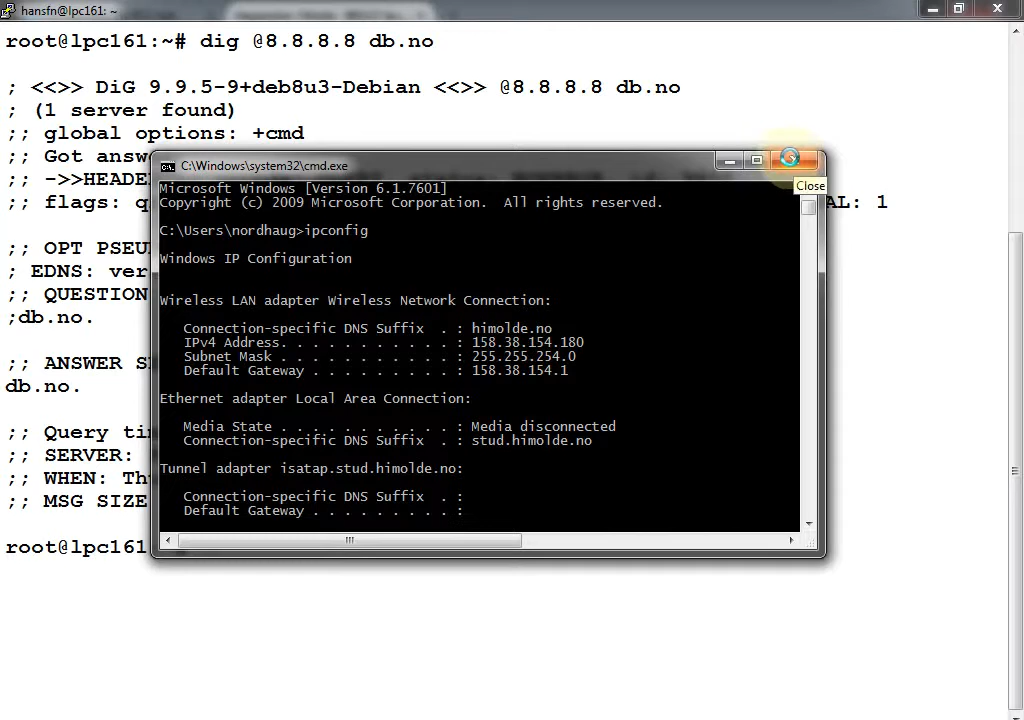 hansfn@lpc161: ~
root@lpc161:~# dig @8.8.8.8 db.no
; <<>> DiG 9.9.5-9+deb8u3-Debian <<>> @8.8.8.8 db.no
; (1 server found)
;; global options: +cmd
;; Got answ
;; ->>HEADE
;; flags: q
AL: 1
;; OPT PSEU
; EDNS: ver
;; QUESTION
;db.no.
;; ANSWER S
db.no.
;; Query ti
;; SERVER:
;; WHEN: Th
;; MSG SIZE
root@lpc161
C:\Windows\system32\cmd.exe
Close
Microsoft Windows [Version 6.1.7601]
Copyright (c) 2009 Microsoft Corporation.  All rights reserved.
C:\Users\nordhaug>ipconfig
Windows IP Configuration
Wireless LAN adapter Wireless Network Connection:
Connection-specific DNS Suffix  . : himolde.no
IPv4 Address. . . . . . . . . . . : 158.38.154.180
Subnet Mask . . . . . . . . . . . : 255.255.254.0
Default Gateway . . . . . . . . . : 158.38.154.1
Ethernet adapter Local Area Connection:
Media State . . . . . . . . . . . : Media disconnected
Connection-specific DNS Suffix  . : stud.himolde.no
Tunnel adapter isatap.stud.himolde.no:
Connection-specific DNS Suffix  . :
Default Gateway . . . . . . . . . :